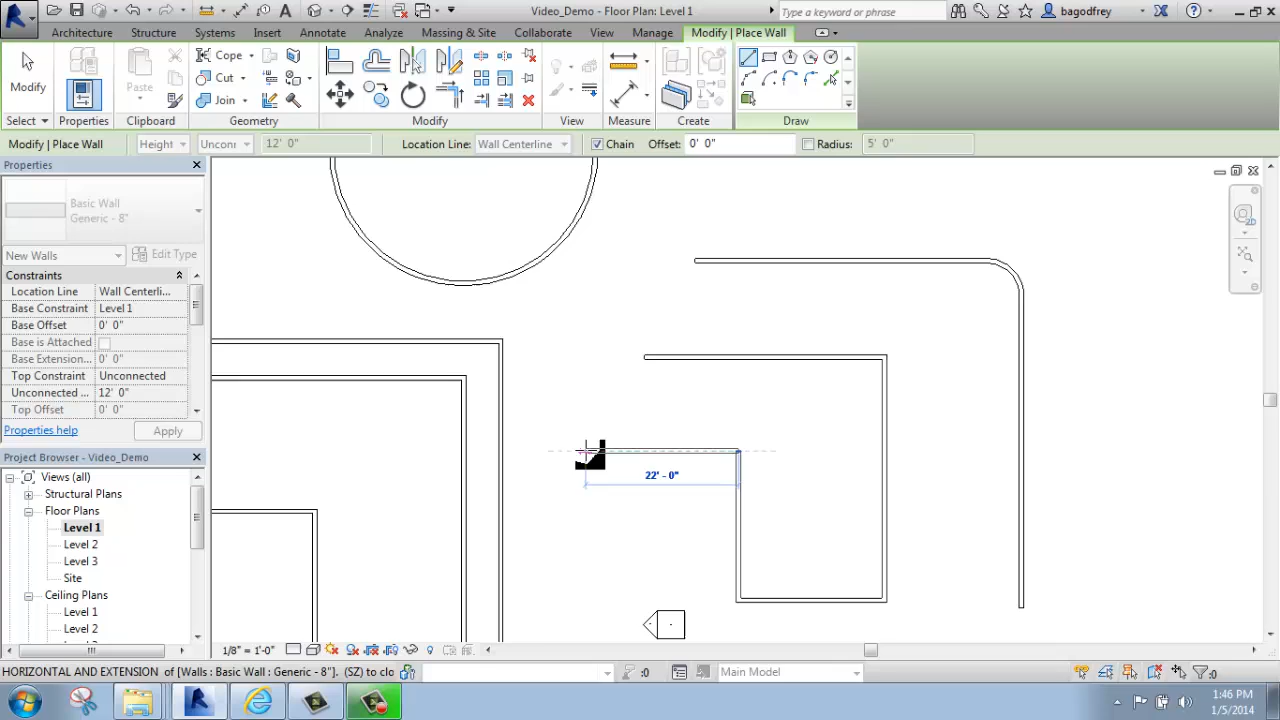 Video_Demo - Floor Plan: Level 1
Type a keyword or phrase
bagodfrey
Architecture Structure Systems Insert Annotate Analyze Massing & Site Collaborate View Manage Modify | Place Wall
Modify
Paste
Cope
Cut
Join
Select Properties Clipboard Geometry Modify View Measure Create Draw
Modify | Place Wall Height Uncon 12' 0" Location Line: Wall Centerline Chain Offset: 0' 0" Radius: 5' 0"
Properties
Basic Wall
Generic - 8"
New Walls Edit Type
Constraints
Location Line Wall Centerli...
Base Constraint Level 1
Base Offset 0' 0"
Base is Attached
Base Extension... 0' 0"
Top Constraint Unconnected
Unconnected ... 12' 0"
Top Offset 0' 0"
Properties help Apply
Project Browser - Video_Demo
Views (all)
Structural Plans
Floor Plans
Level 1
Level 2
Level 3
Site
Ceiling Plans
Level 1
Level 2
22' - 0"
2D
1/8" = 1'-0"
HORIZONTAL AND EXTENSION of [Walls : Basic Wall : Generic - 8"]. (SZ) to clo
:0
Main Model
:0
1:46 PM
1/5/2014